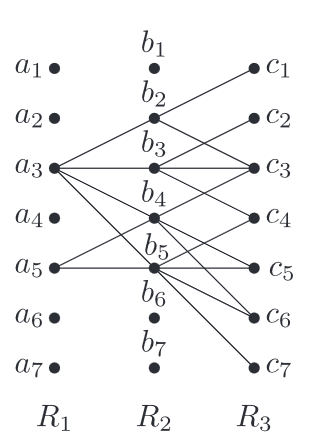 b₁
a₁ c₁
b₂
a₂ c₂
b₃
a₃ c₃
b₄
a₄ c₄
b₅
a₅ c₅
b₆
a₆ c₆
b₇
a₇ c₇
R₁ R₂ R₃